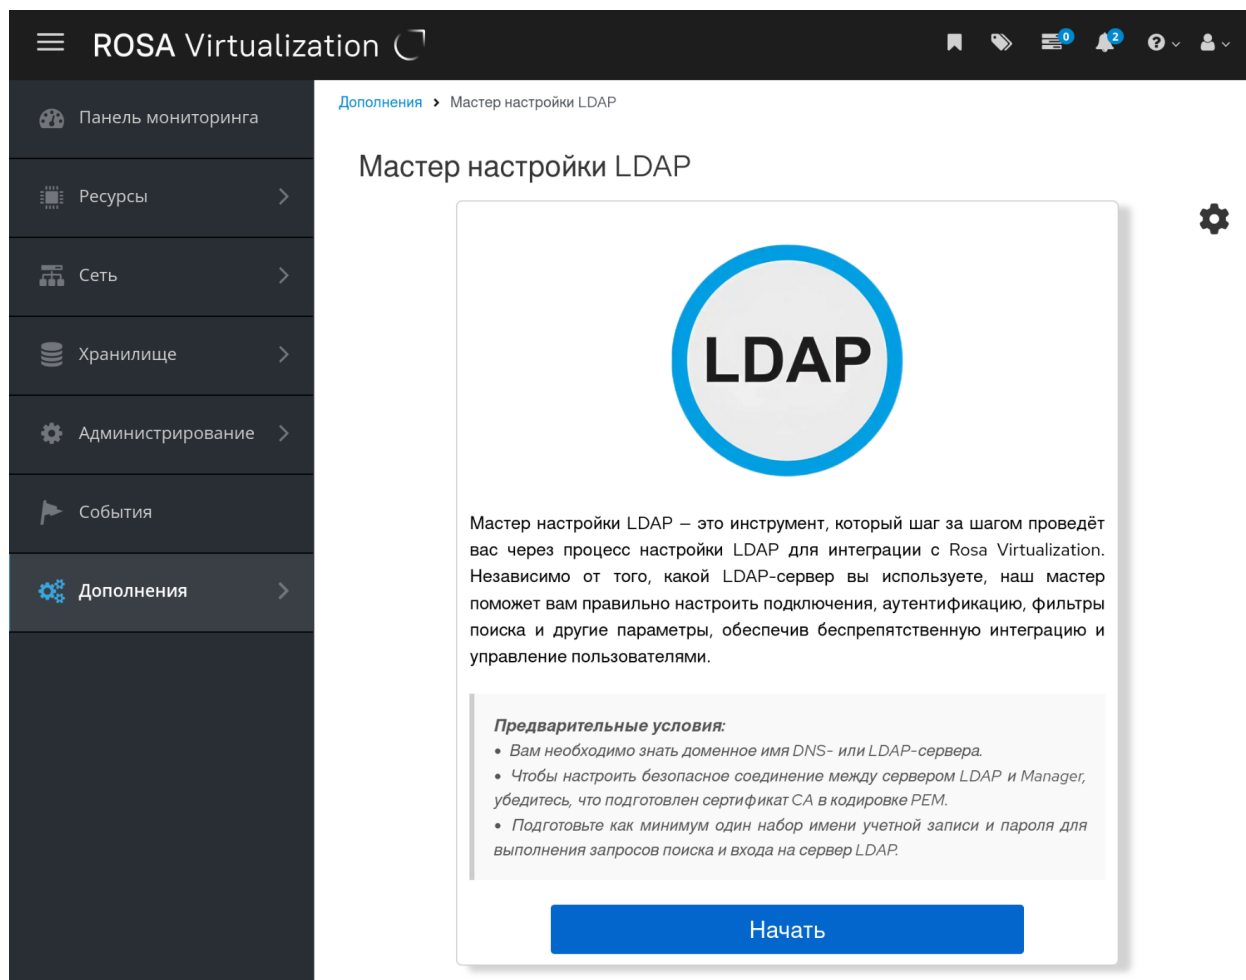 ROSA Virtualization
0
2
Панель мониторинга
Ресурсы
Сеть
Хранилище
Администрирование
События
Дополнения
Дополнения > Мастер настройки LDAP
Мастер настройки LDAP
LDAP
Мастер настройки LDAP – это инструмент, который шаг за шагом проведёт
вас через процесс настройки LDAP для интеграции с Rosa Virtualization.
Независимо от того, какой LDAP-сервер вы используете, наш мастер
поможет вам правильно настроить подключения, аутентификацию, фильтры
поиска и другие параметры, обеспечив беспрепятственную интеграцию и
управление пользователями.
Предварительные условия:
• Вам необходимо знать доменное имя DNS- или LDAP-сервера.
• Чтобы настроить безопасное соединение между сервером LDAP и Manager,
убедитесь, что подготовлен сертификат CA в кодировке PEM.
• Подготовьте как минимум один набор имени учетной записи и пароля для
выполнения запросов поиска и входа на сервер LDAP.
Начать